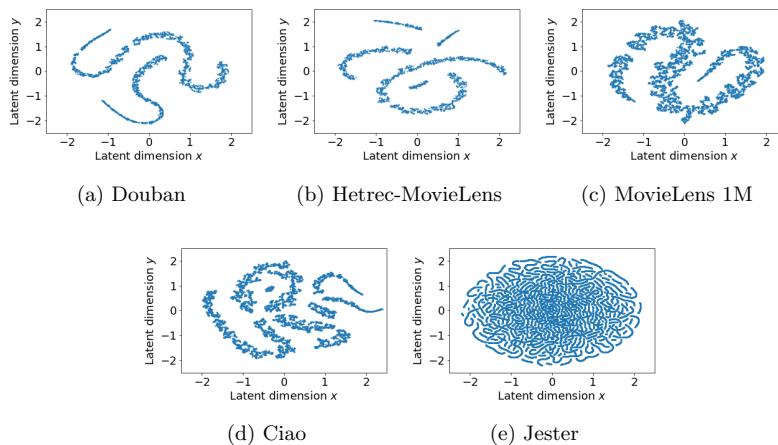 2
1
0
−1
−2
Latent dimension y
−2 −1 0 1 2
Latent dimension x
(a) Douban
2
1
0
−1
−2
Latent dimension y
−2 −1 0 1 2
Latent dimension x
(b) Hetrec-MovieLens
2
1
0
−1
−2
Latent dimension y
−2 −1 0 1 2
Latent dimension x
(c) MovieLens 1M
2
1
0
−1
−2
Latent dimension y
−2 −1 0 1 2
Latent dimension x
(d) Ciao
2
1
0
−1
−2
Latent dimension y
−2 −1 0 1 2
Latent dimension x
(e) Jester